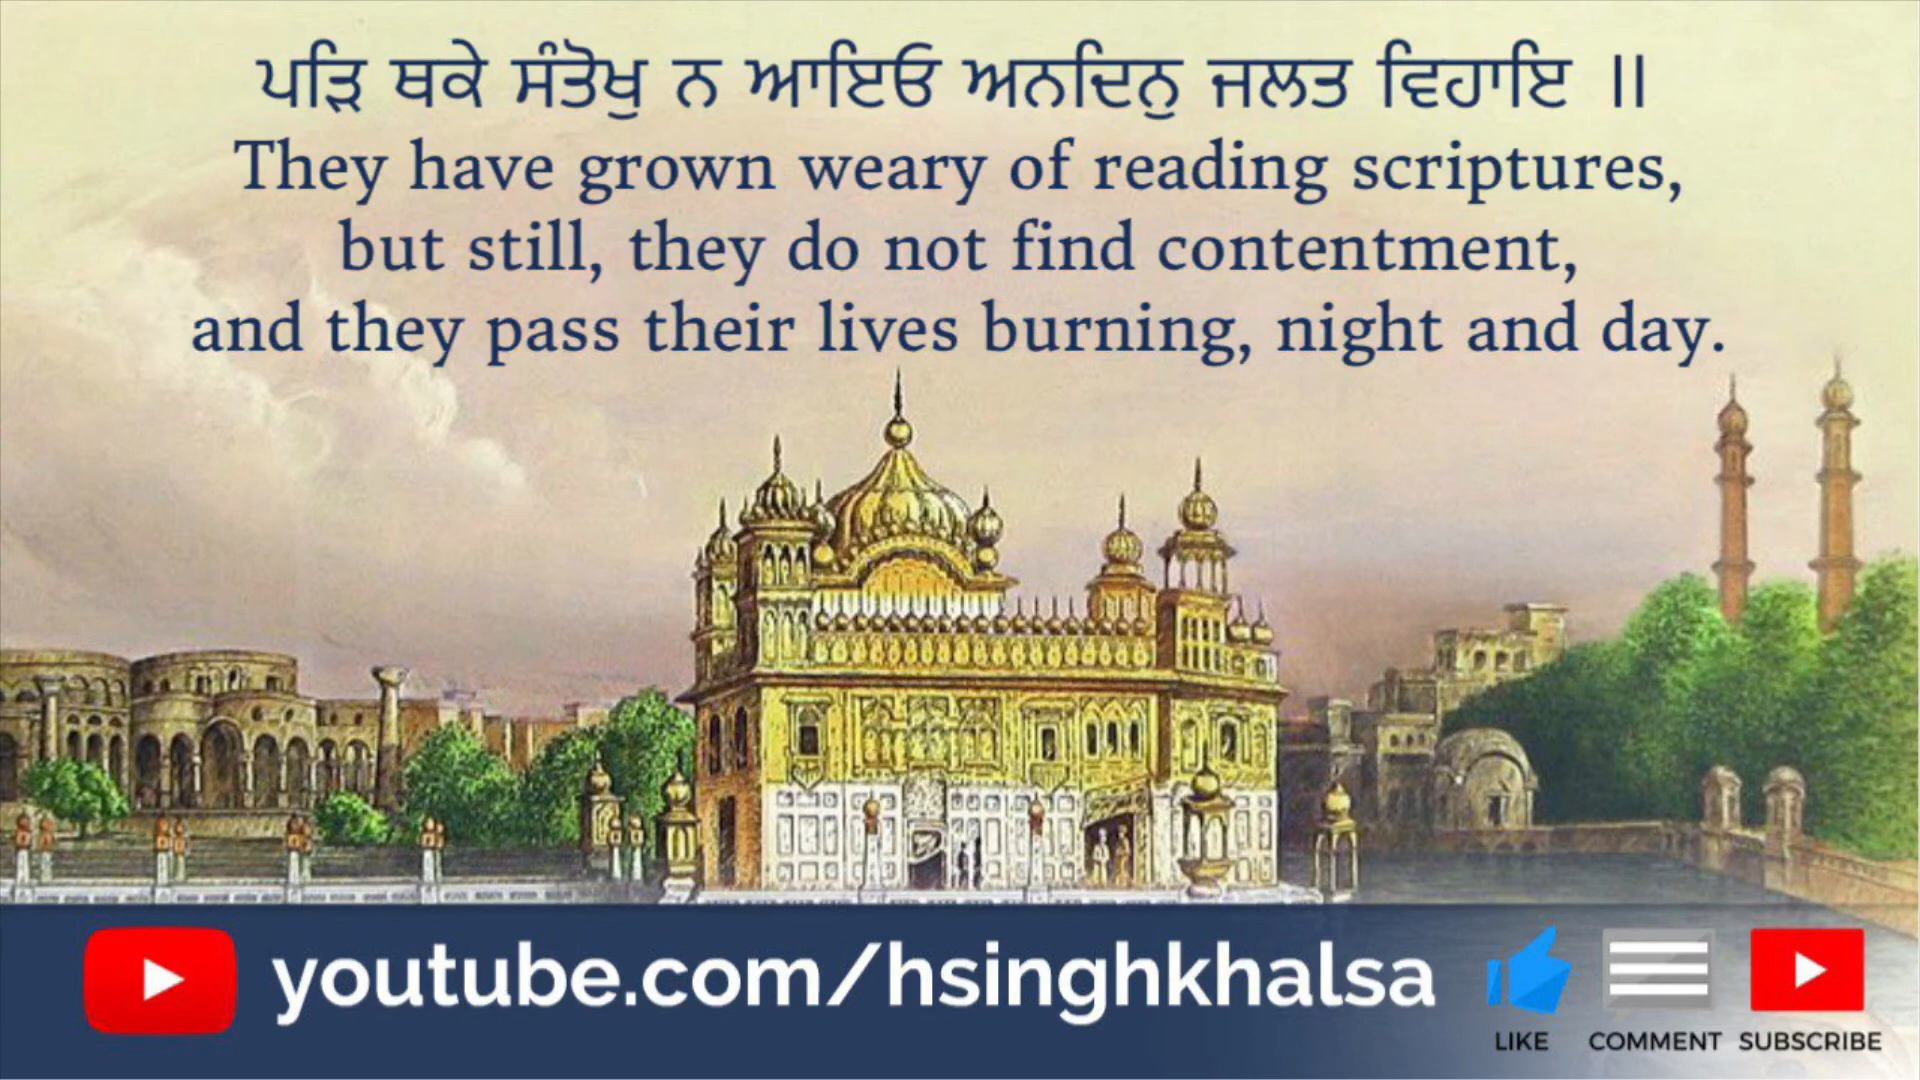 ਪੜਿ ਥਕੇ ਸੰਤੋਖੁ ਨ ਆਇਓ ਅਨਦਿਨੁ ਜਲਤ ਵਿਹਾਇ ॥
They have grown weary of reading scriptures,
but still, they do not find contentment,
and they pass their lives burning, night and day.
youtube.com/hsinghkhalsa
LIKE COMMENT SUBSCRIBE